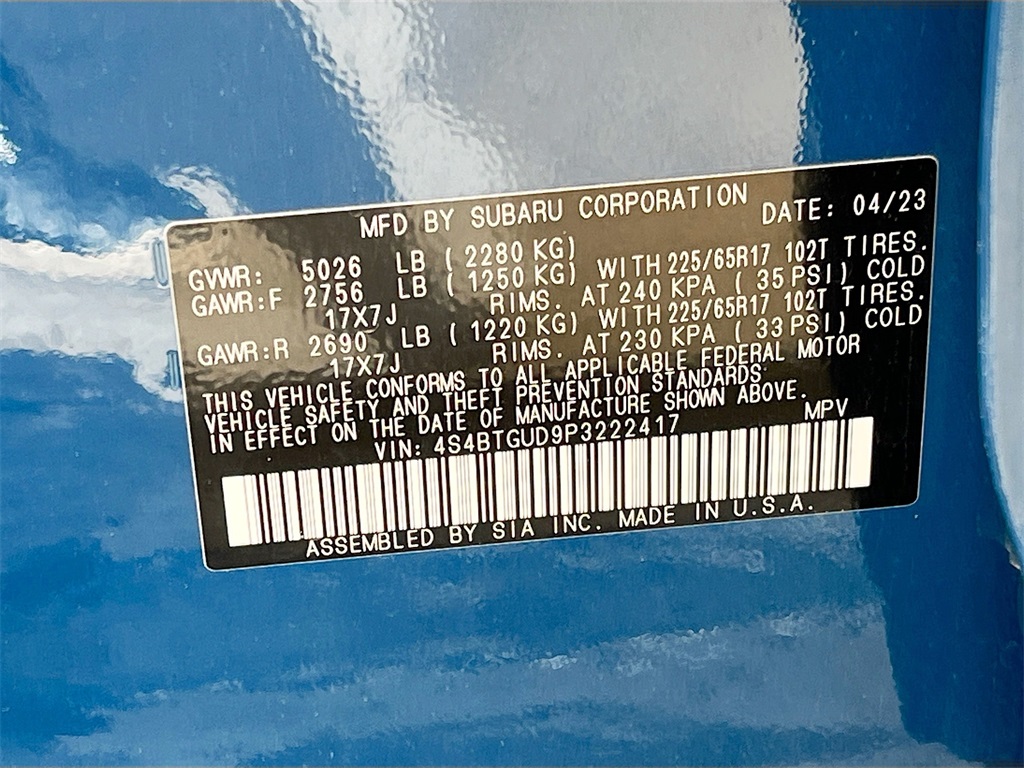 MFD BY SUBARU CORPORATION DATE: 04/23
GVWR: 5026 LB ( 2280 KG)
GAWR:F 2756 LB ( 1250 KG) WITH 225/65R17 102T TIRES.
17X7J RIMS. AT 240 KPA ( 35 PSI) COLD
GAWR:R 2690 LB ( 1220 KG) WITH 225/65R17 102T TIRES.
17X7J RIMS. AT 230 KPA ( 33 PSI) COLD
THIS VEHICLE CONFORMS TO ALL APPLICABLE FEDERAL MOTOR
VEHICLE SAFETY AND THEFT PREVENTION STANDARDS
IN EFFECT ON THE DATE OF MANUFACTURE SHOWN ABOVE.
VIN: 4S4BTGUD9P3222417 MPV
ASSEMBLED BY SIA INC. MADE IN U.S.A.